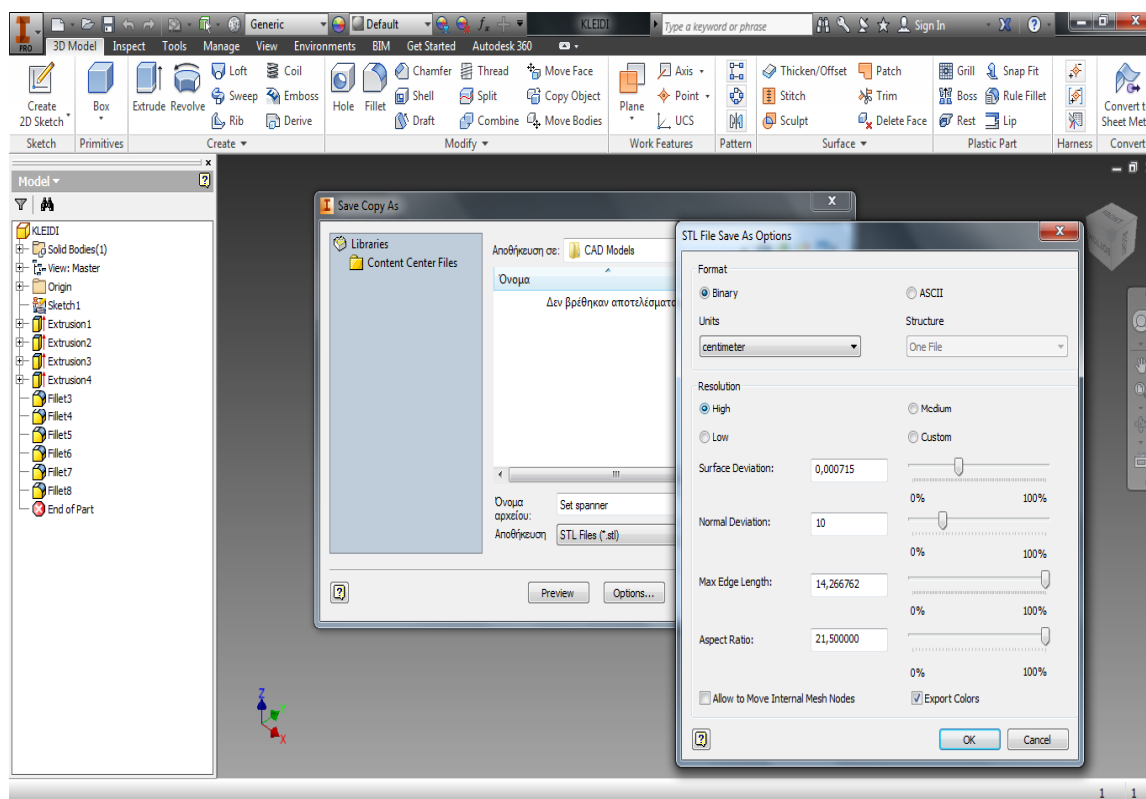 Generic
Default
KLEIDI
Type a keyword or phrase
Sign In
PRO
3D Model Inspect Tools Manage View Environments BIM Get Started Autodesk 360
Create
2D Sketch
Box
Extrude Revolve
Loft
Sweep
Rib
Coil
Emboss
Derive
Hole Fillet
Chamfer
Shell
Draft
Thread
Split
Combine
Move Face
Copy Object
Move Bodies
Plane
Axis
Point
UCS
Thicken/Offset
Stitch
Sculpt
Patch
Trim
Delete Face
Grill
Boss
Rest
Snap Fit
Rule Fillet
Lip
Convert t
Sheet Met
Sketch Primitives Create Modify Work Features Pattern Surface Plastic Part Harness Convert
Model
KLEIDI
Solid Bodies(1)
View: Master
Origin
Sketch1
Extrusion1
Extrusion2
Extrusion3
Extrusion4
Fillet3
Fillet4
Fillet5
Fillet6
Fillet7
Fillet8
End of Part
Save Copy As
Libraries
Content Center Files
Αποθήκευση σε: CAD Models
Όνομα
Δεν βρέθηκαν αποτελέσματα
Όνομα
αρχείου:
Set spanner
Αποθήκευση STL Files (*.stl)
Preview Options...
STL File Save As Options
Format
Binary ASCII
Units Structure
centimeter One File
Resolution
High Medium
Low Custom
Surface Deviation: 0,000715
0% 100%
Normal Deviation: 10
0% 100%
Max Edge Length: 14,266762
0% 100%
Aspect Ratio: 21,500000
0% 100%
Allow to Move Internal Mesh Nodes Export Colors
OK Cancel
Z
Y
X
1 1